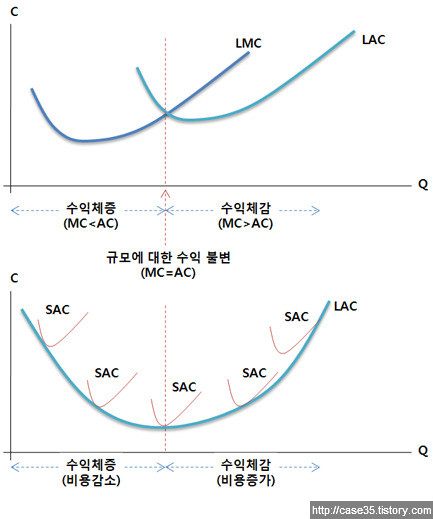 C
LMC
LAC
Q
수익체증
(MC<AC)
수익체감
(MC>AC)
규모에 대한 수익 불변
(MC=AC)
C
SAC
SAC
SAC
SAC
SAC
LAC
Q
수익체증
(비용감소)
수익체감
(비용증가)
http://case35.tistory.com